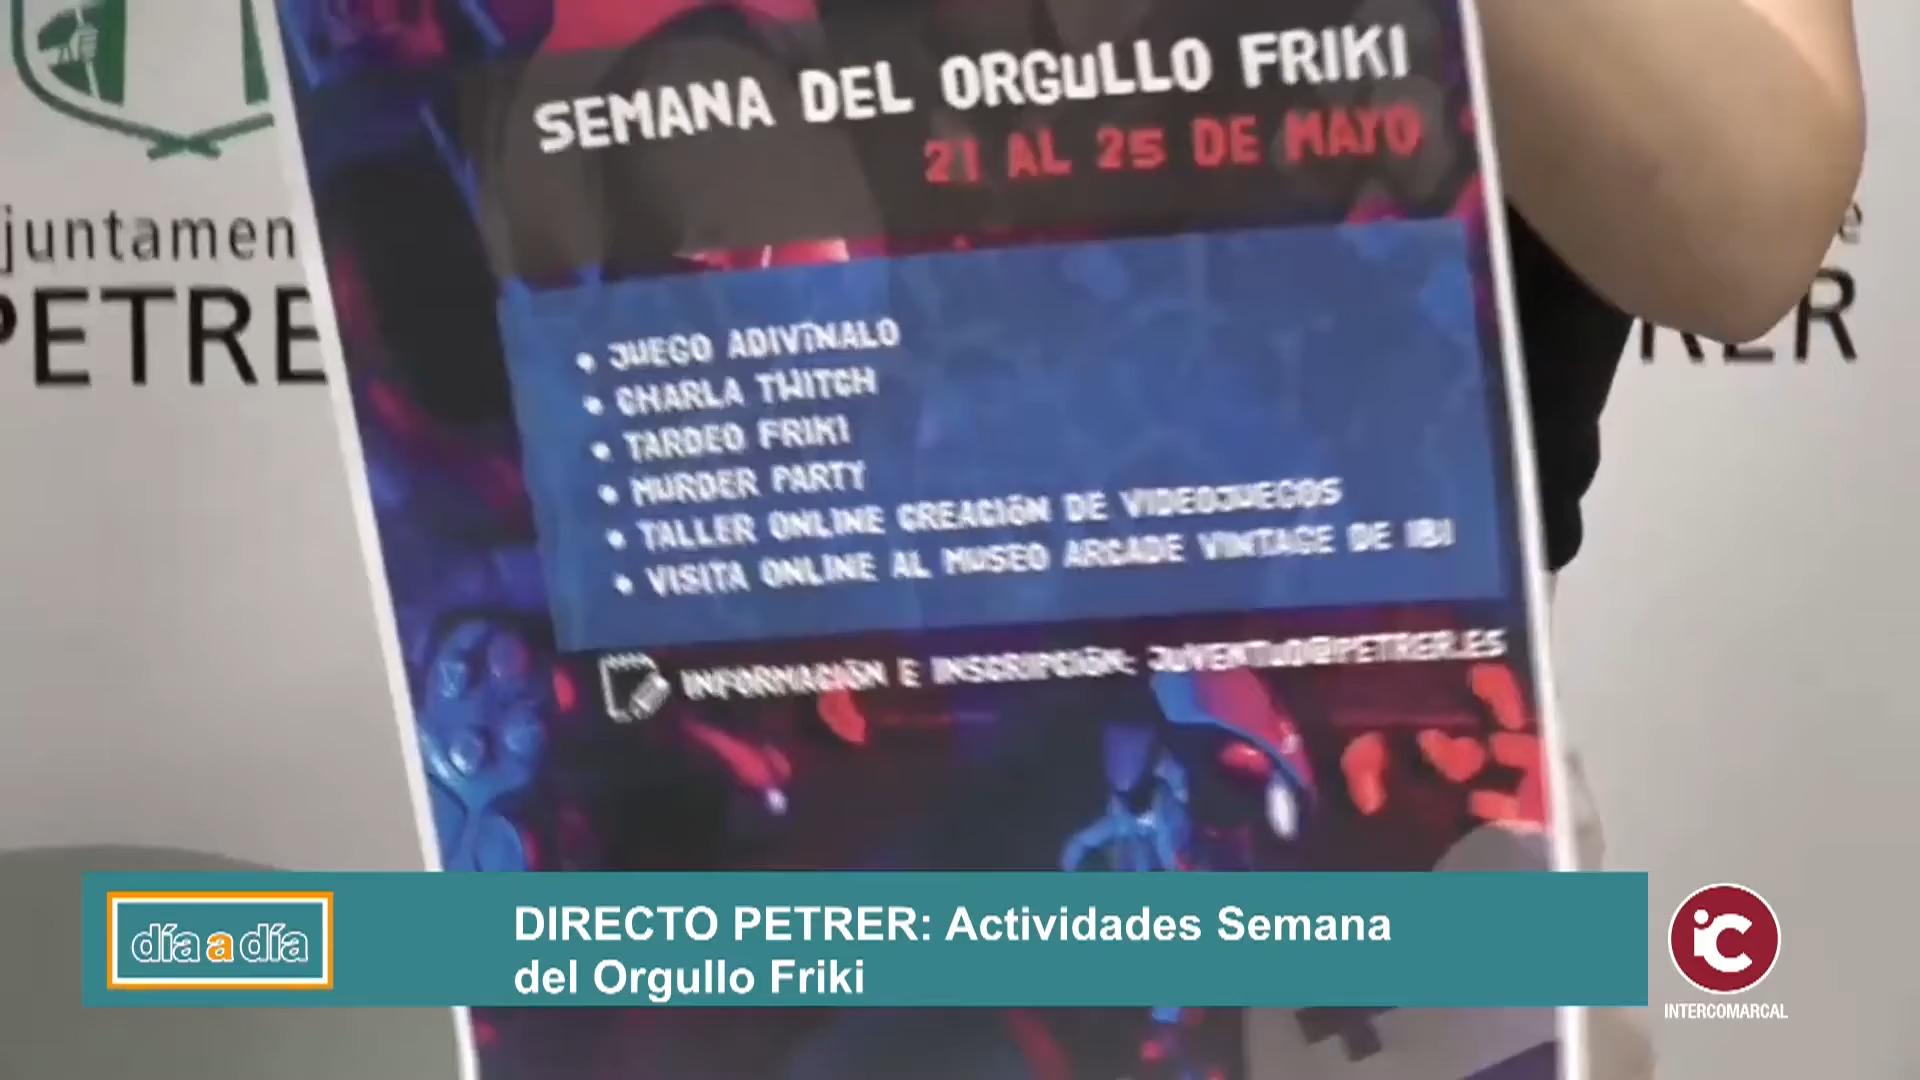 SEMANA DEL ORGULLO FRIKI
21 AL 25 DE MAYO
juntamen
PETRE
RER
• JUEGO ADIVÍNALO
• CHARLA TWITCH
• TARDEO FRIKI
• MURDER PARTY
• TALLER ONLINE CREACIÓN DE VIDEOJUEGOS
• VISITA ONLINE AL MUSEO ARCADE VINTAGE DE IBI
INFORMACIÓN E INSCRIPCIÓN: JUVENTUD@PETRER.ES
día a día
DIRECTO PETRER: Actividades Semana
del Orgullo Friki
iC
INTERCOMARCAL